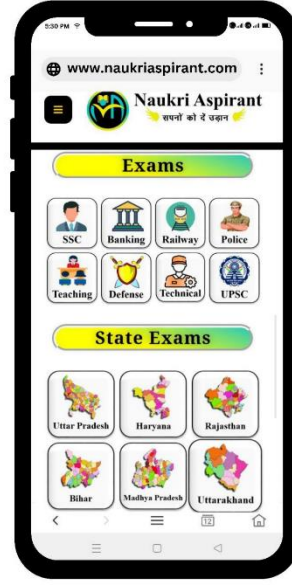 5:30 PM
www.naukriaspirant.com
Naukri Aspirant
सपनों को दें उड़ान
Exams
SSC Banking Railway Police
Teaching Defense Technical UPSC
State Exams
Uttar Pradesh Haryana Rajasthan
Bihar Madhya Pradesh Uttarakhand
12